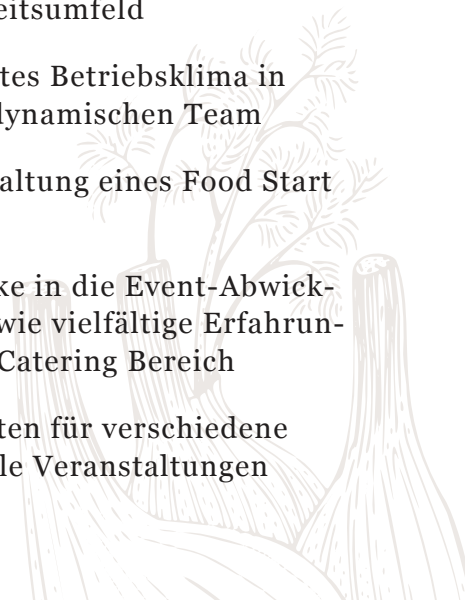 eitsumfeld
tes Betriebsklima in
dynamischen Team
altung eines Food Start
ke in die Event-Abwick-
wie vielfältige Erfahrun-
Catering Bereich
ten für verschiedene
le Veranstaltungen